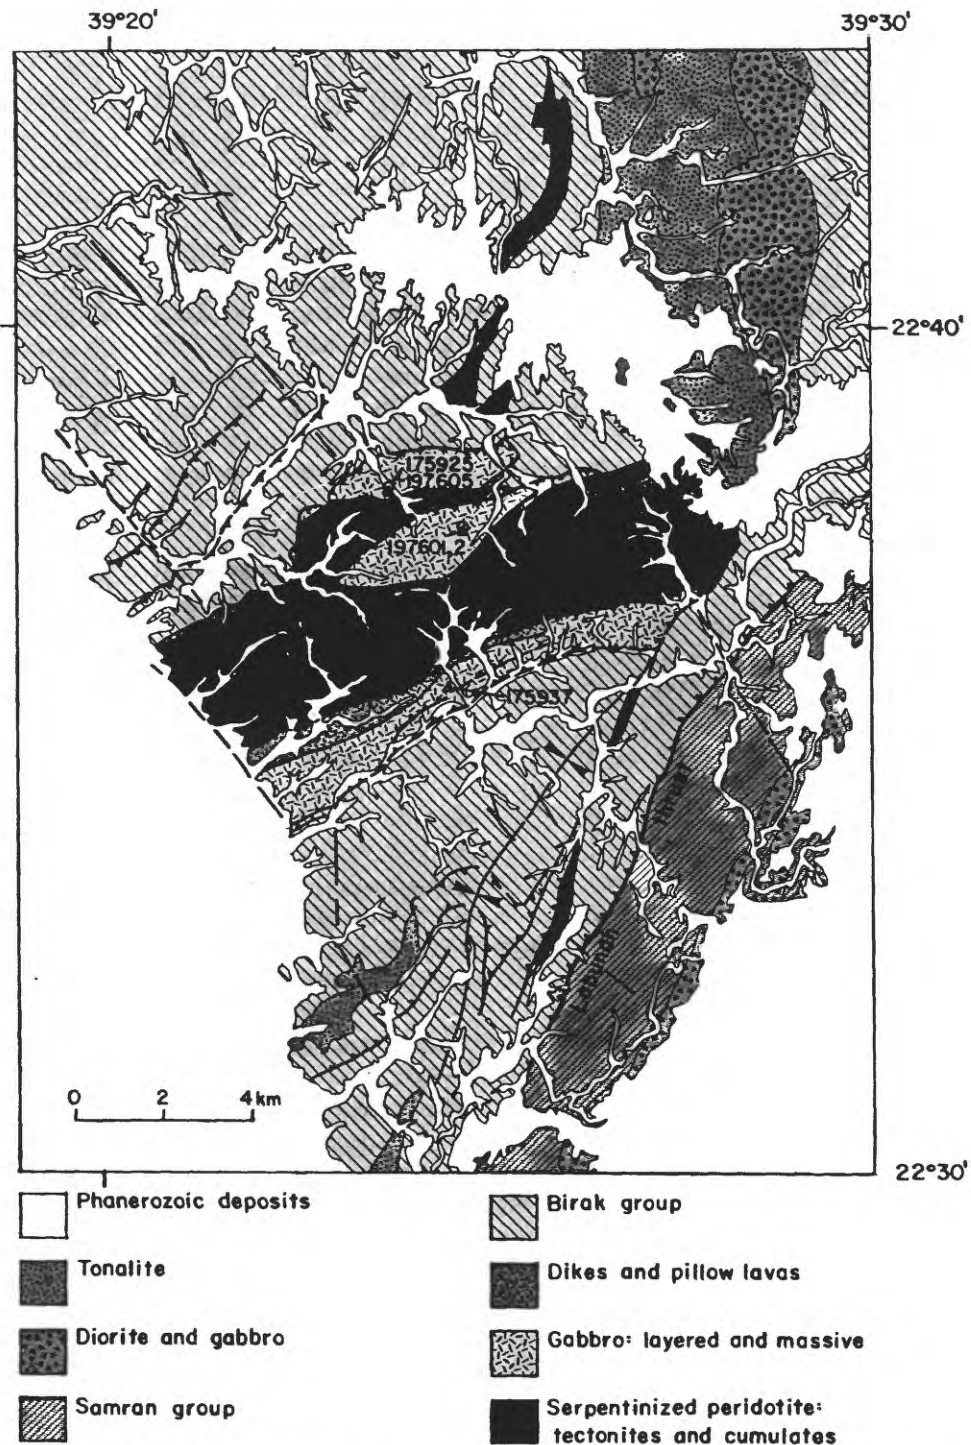 39°20'
39°30'
22°40'
175925
197605
197601,2
175937
Labunah
thrust
0 2 4 km
22°30'
Phanerozoic deposits
Tonalite
Diorite and gabbro
Samran group
Birak group
Dikes and pillow lavas
Gabbro: layered and massive
Serpentinized peridotite:
tectonites and cumulates